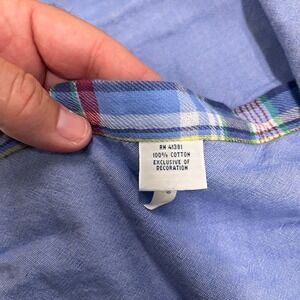 RN 41381
100% COTTON
EXCLUSIVE OF
DECORATION